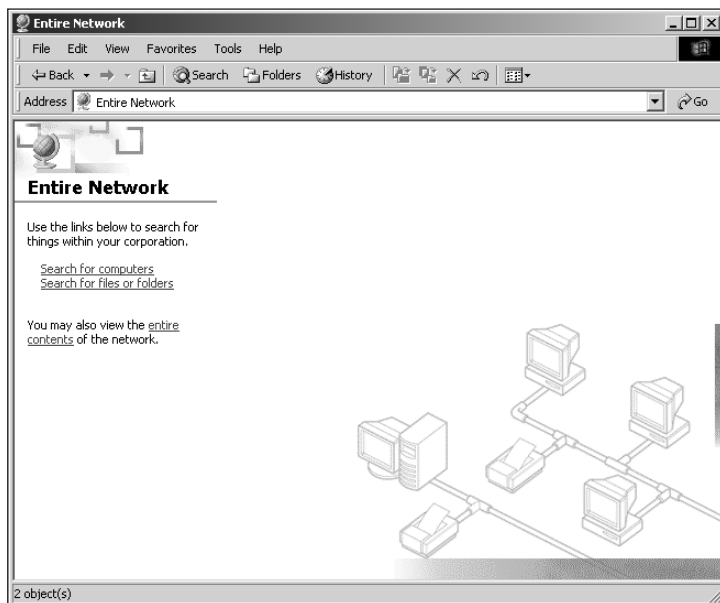 Entire Network
File Edit View Favorites Tools Help
Back Search Folders History
Address Entire Network Go
Entire Network
Use the links below to search for
things within your corporation.
Search for computers
Search for files or folders
You may also view the entire
contents of the network.
2 object(s)